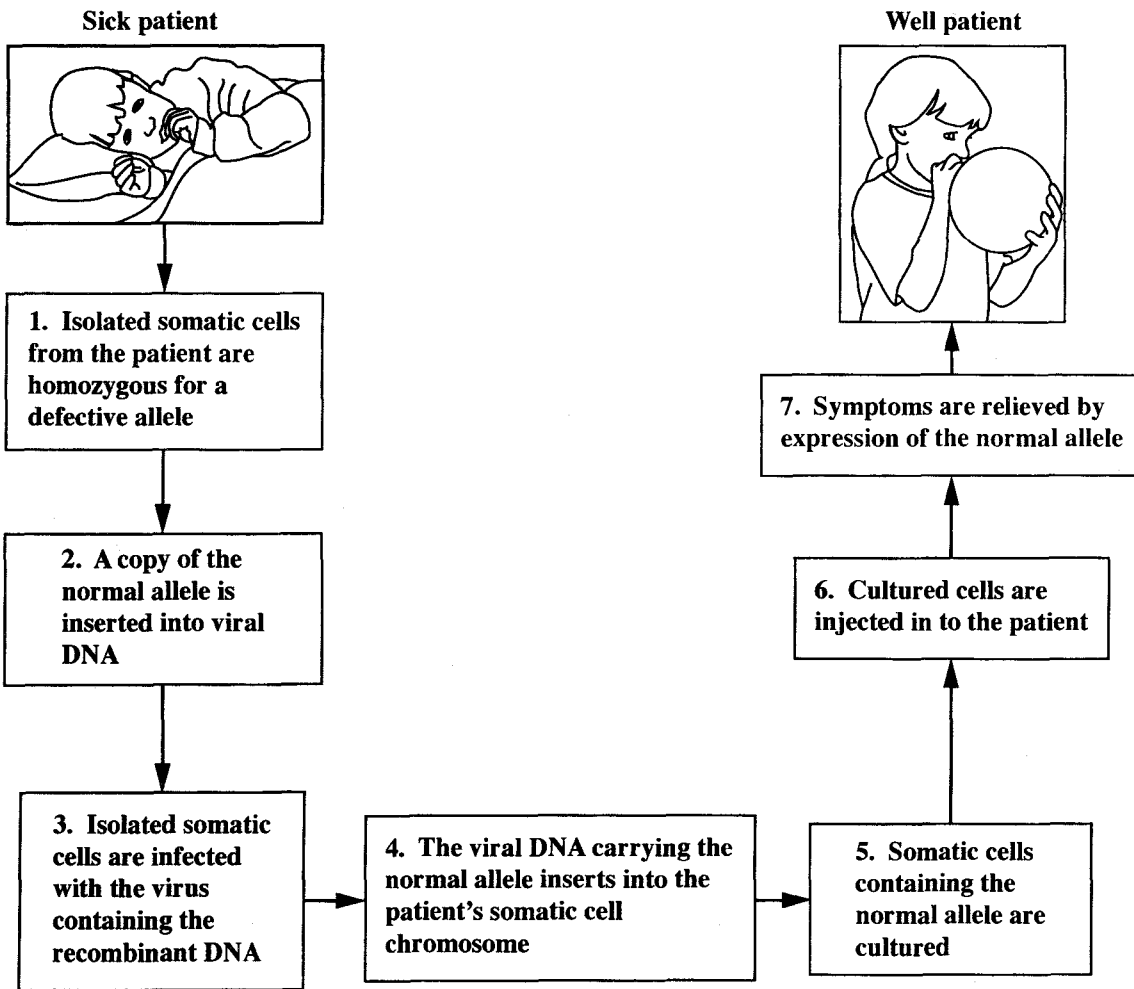 Sick patient
Well patient
1. Isolated somatic cells
from the patient are
homozygous for a
defective allele
2. A copy of the
normal allele is
inserted into viral
DNA
3. Isolated somatic
cells are infected
with the virus
containing the
recombinant DNA
4. The viral DNA carrying the
normal allele inserts into the
patient's somatic cell
chromosome
5. Somatic cells
containing the
normal allele are
cultured
6. Cultured cells are
injected in to the patient
7. Symptoms are relieved by
expression of the normal allele